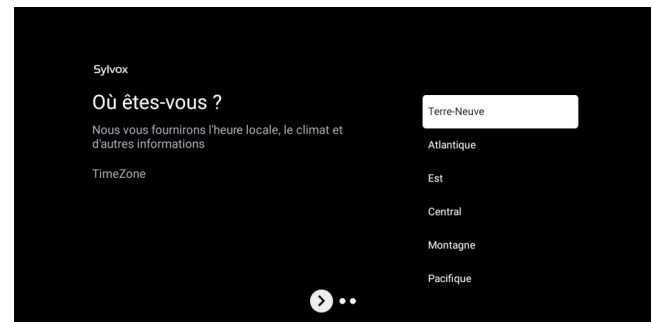 Sylvox
Où êtes-vous ?
Nous vous fournirons l'heure locale, le climat et
d'autres informations
TimeZone
Terre-Neuve
Atlantique
Est
Central
Montagne
Pacifique